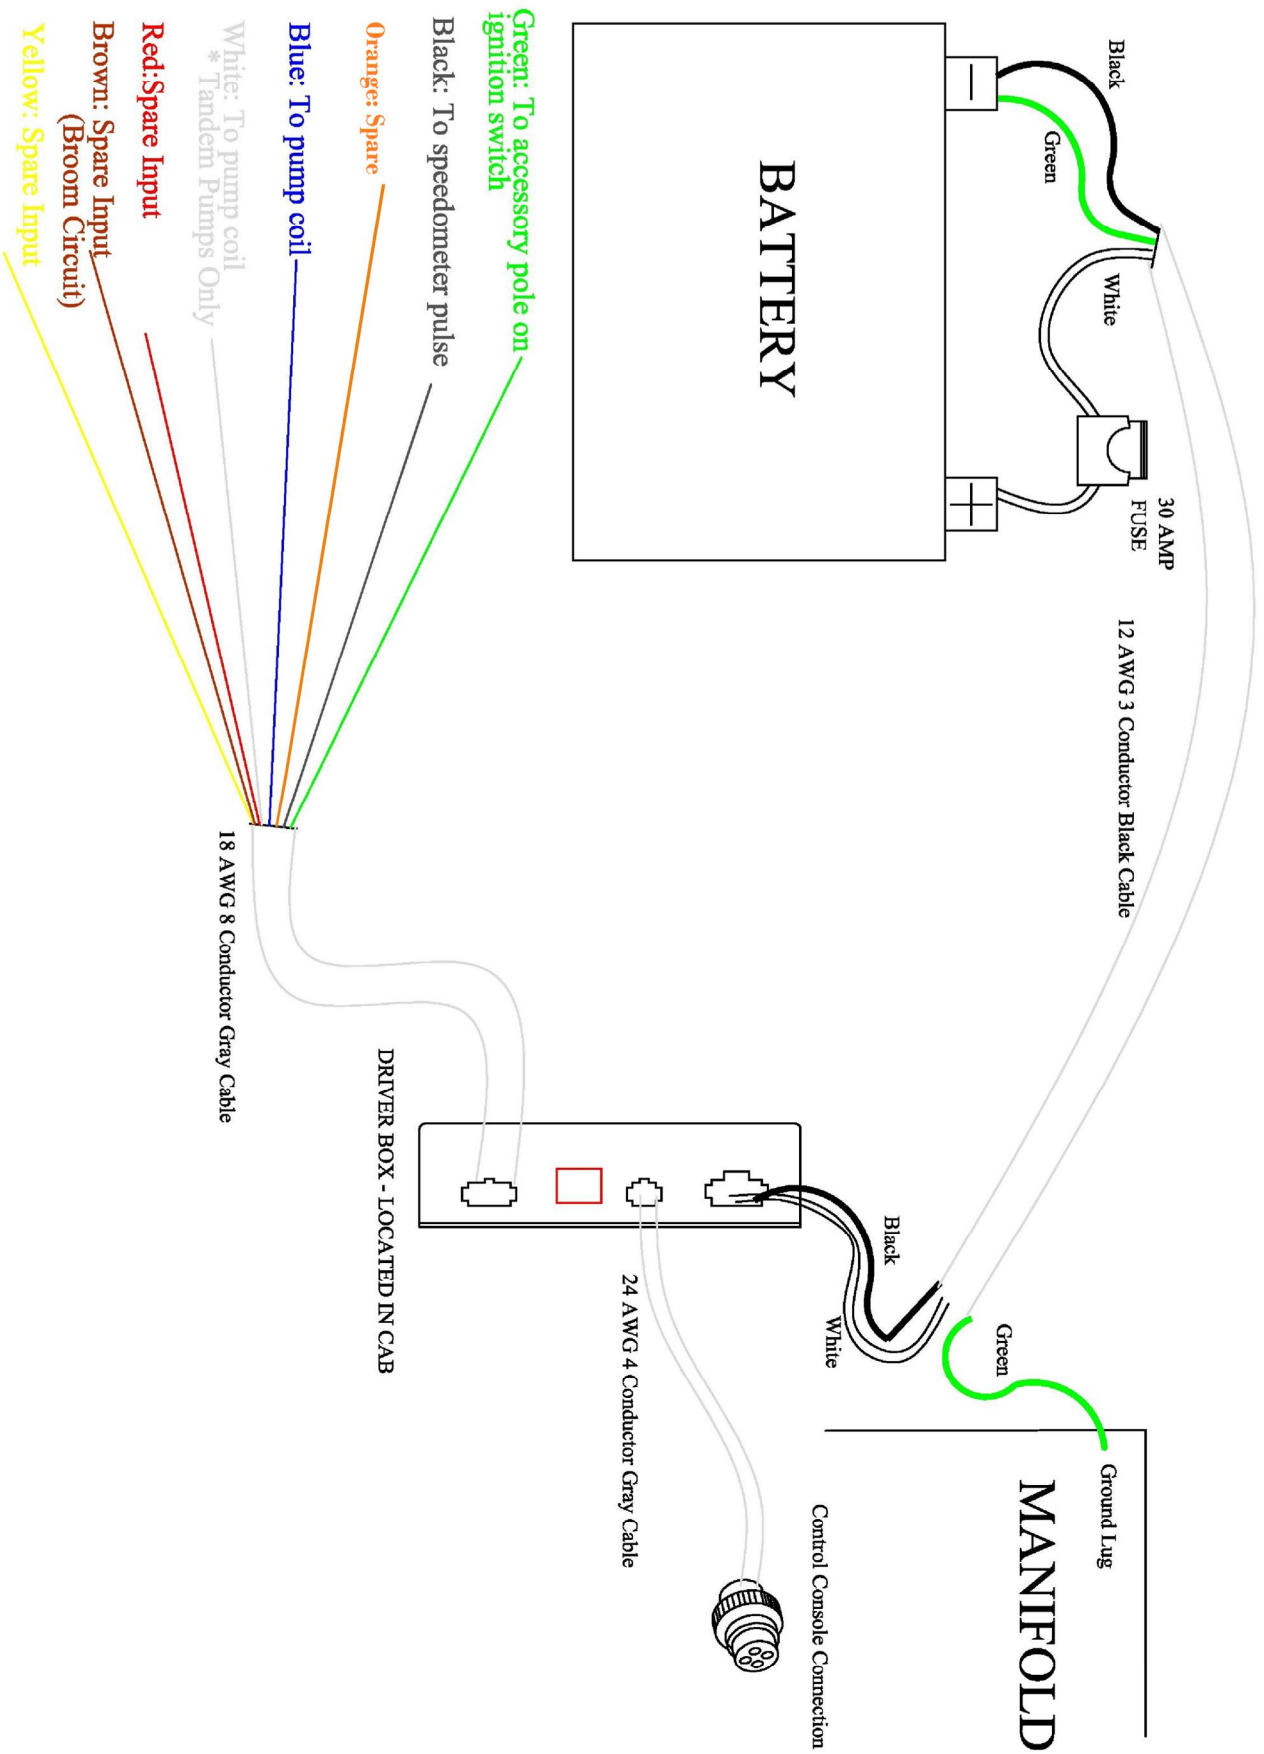 Black
Green
White
30 AMP
FUSE
BATTERY
12 AWG 3 Conductor Black Cable
Green: To accessory pole on
ignition switch
Black: To speedometer pulse
Orange: Spare
Blue: To pump coil
White: To pump coil
* Tandem Pumps Only
Red:Spare Input
Brown: Spare Input
(Broom Circuit)
Yellow: Spare Input
18 AWG 8 Conductor Gray Cable
DRIVER BOX - LOCATED IN CAB
Black
White
24 AWG 4 Conductor Gray Cable
Green
Ground Lug
MANIFOLD
Control Console Connection